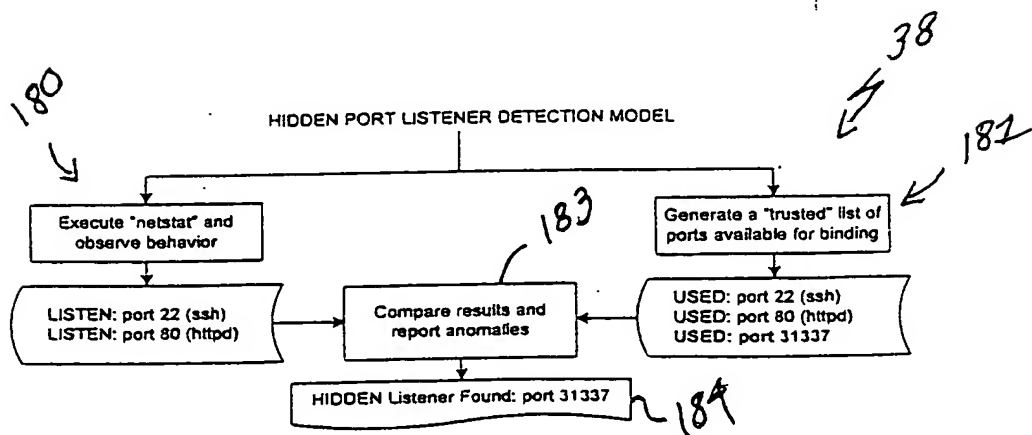 38
180
HIDDEN PORT LISTENER DETECTION MODEL
181
Execute "netstat" and
observe behavior
183
Generate a "trusted" list of
ports available for binding
LISTEN: port 22 (ssh)
LISTEN: port 80 (httpd)
Compare results and
report anomalies
USED: port 22 (ssh)
USED: port 80 (httpd)
USED: port 31337
HIDDEN Listener Found: port 31337
184